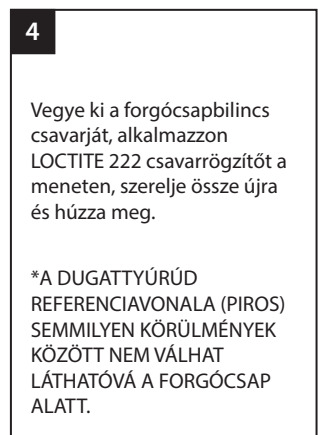 4
Vegye ki a forgócsapbilincs
csavarját, alkalmazzon
LOCTITE 222 csavarrögzítőt a
meneten, szerelje össze újra
és húzza meg.
*A DUGATTYÚRÚD
REFERENCIAVONALA (PIROS)
SEMMILYEN KÖRÜLMÉNYEK
KÖZÖTT NEM VÁLHAT
LÁTHATÓVÁ A FORGÓCSAP
ALATT.